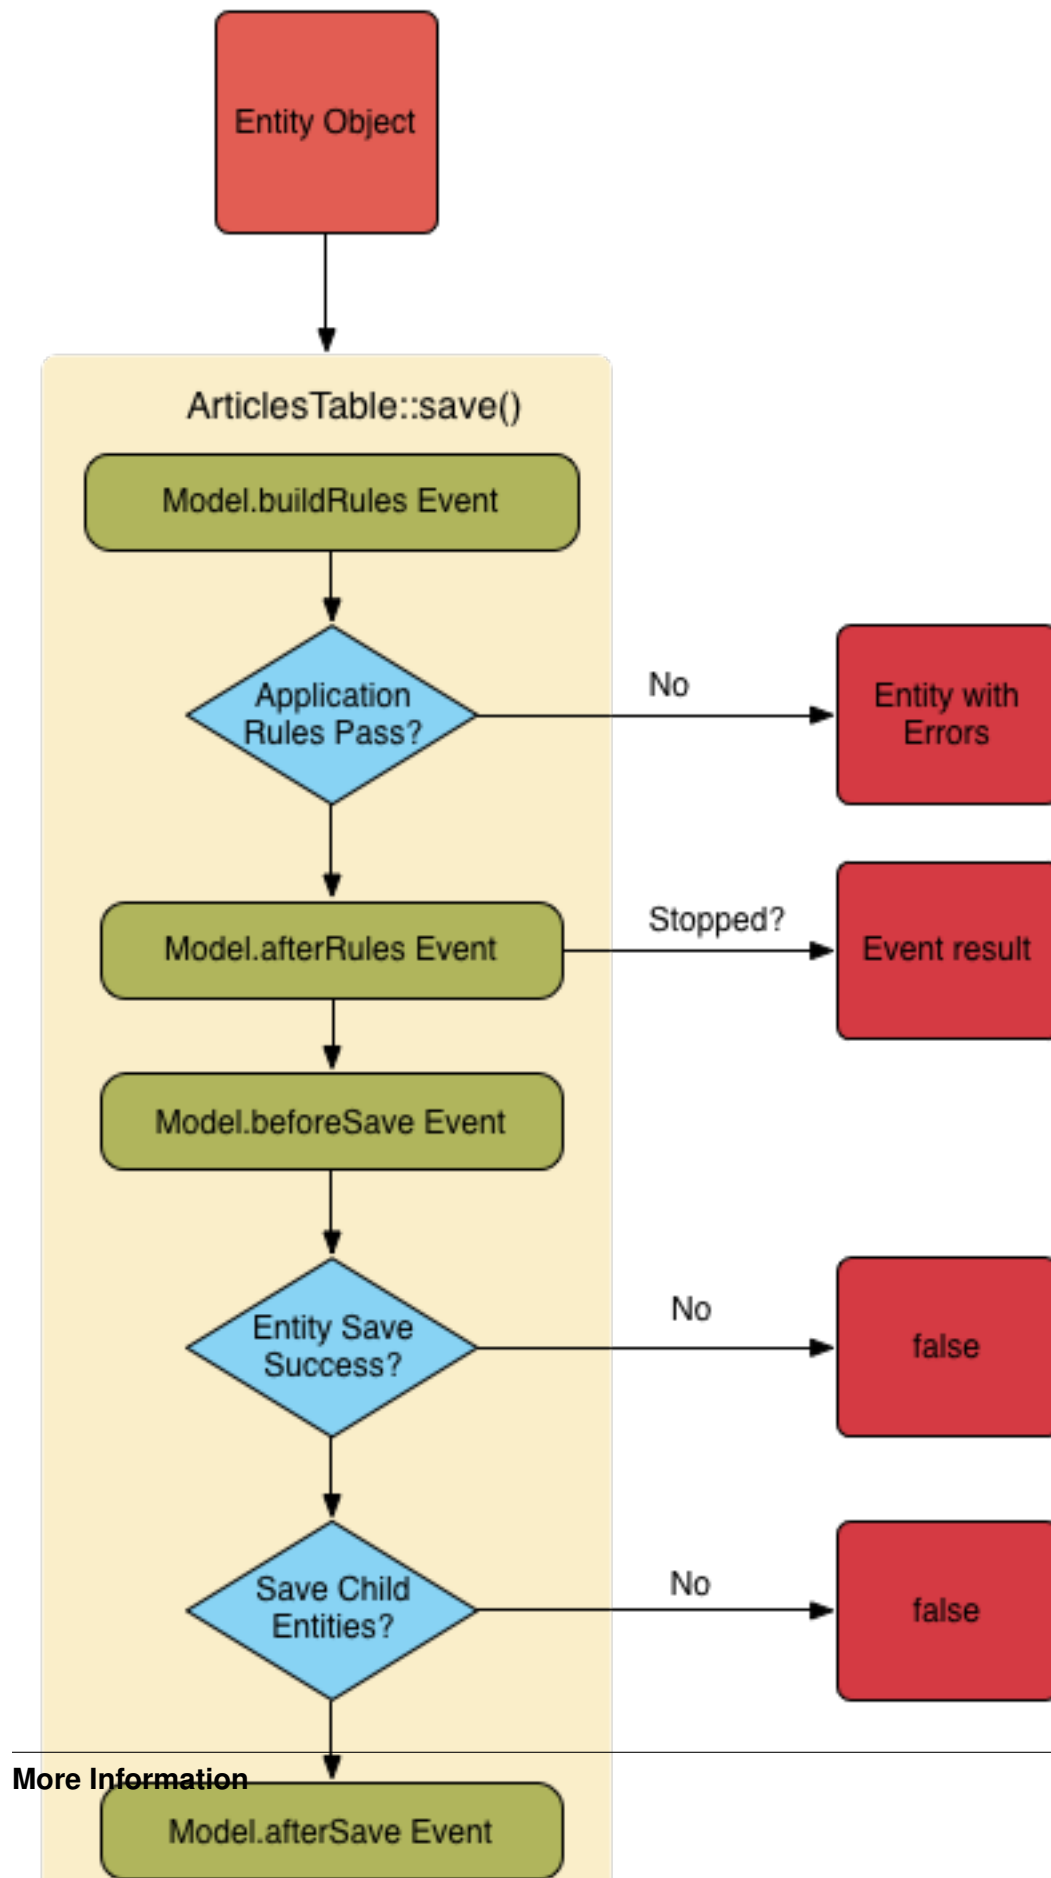 Entity Object
ArticlesTable::save()
Model.buildRules Event
Application
Rules Pass?
No
Entity with
Errors
Model.afterRules Event
Stopped?
Event result
Model.beforeSave Event
Entity Save
Success?
No
false
Save Child
Entities?
No
false
More Information
Model.afterSave Event